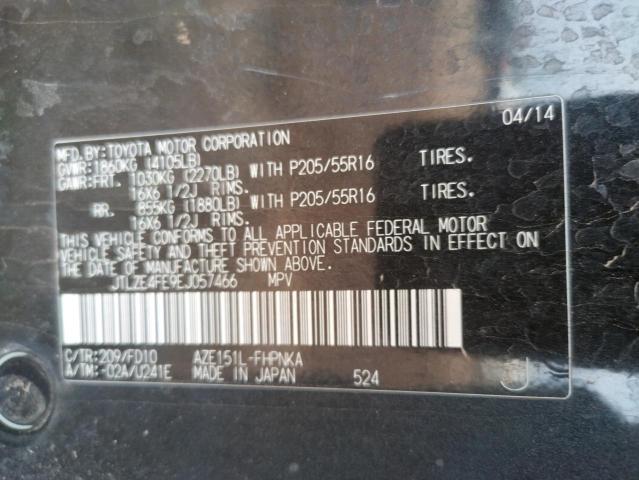 04/14
MFD.BY:TOYOTA MOTOR CORPORATION
GVWR:1860KG (4105LB)
GAWR:FRT. 1030KG (2270LB) WITH P205/55R16 TIRES.
16X6 1/2J RIMS.
RR. 855KG (1880LB) WITH P205/55R16 TIRES.
16X6 1/2J RIMS.
THIS VEHICLE CONFORMS TO ALL APPLICABLE FEDERAL MOTOR
VEHICLE SAFETY AND THEFT PREVENTION STANDARDS IN EFFECT ON
THE DATE OF MANUFACTURE SHOWN ABOVE.
JTLZE4FE9EJ057466 MPV
C/TR:209/FD10 AZE151L-FHPNKA
A/TM:-02A/U241E MADE IN JAPAN 524
J